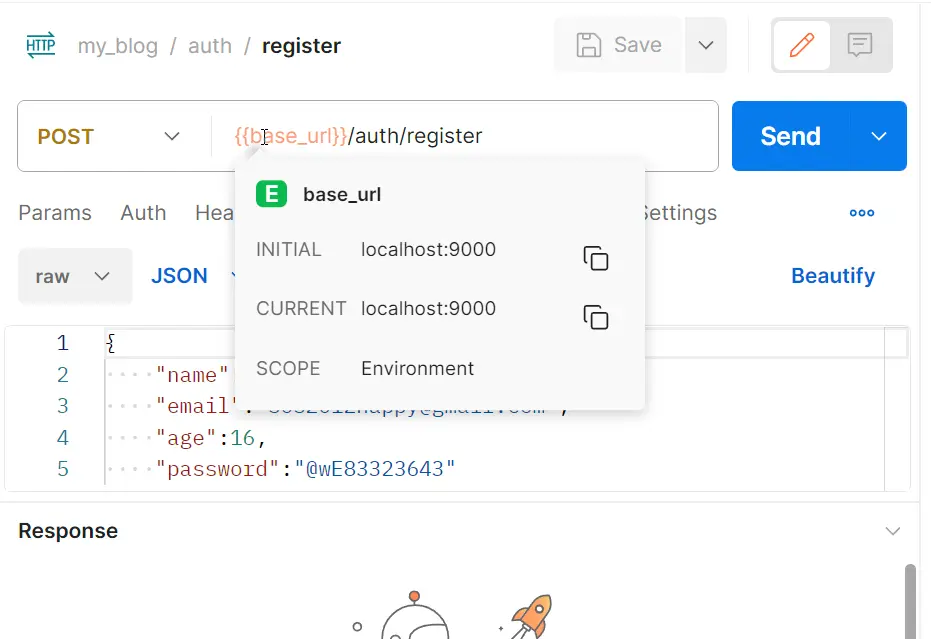 HTTP my_blog / auth / register Save
POST {{base_url}}/auth/register Send
E base_url
Params Auth Hea Settings
INITIAL localhost:9000
raw JSON Beautify
CURRENT localhost:9000
1 {
SCOPE Environment
2 "name"
3 "email":
4 "age":16,
5 "password":"@wE83323643"
Response